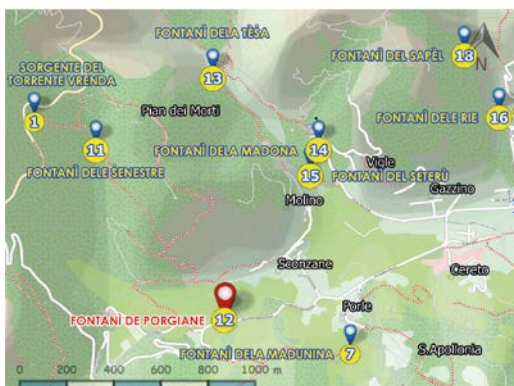 FONTANÌ DELA TÈSA
FONTANÌ DEL SAPÈL
18
N
SORGENTE DEL
TORRENTE VRENDA
13
1
Pian dei Morti
FONTANÌ DELE RIE
16
11
FONTANÌ DELA MADONA
14
Vigle
FONTANÌ DELE SENESTRE
15
FONTANÌ DEL SETERÙ
Gazzino
Molino
Sconzane
Cereto
FONTANÌ DE PORGIANE
12
Porle
FONTANÌ DELA MADUNINA
7
S.Apollonia
0 200 400 600 800 1000 m